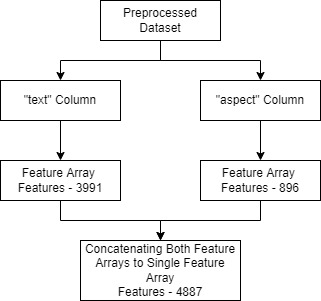 Preprocessed
Dataset
"text" Column
"aspect" Column
Feature Array
Features - 3991
Feature Array
Features - 896
Concatenating Both Feature
Arrays to Single Feature
Array
Features - 4887